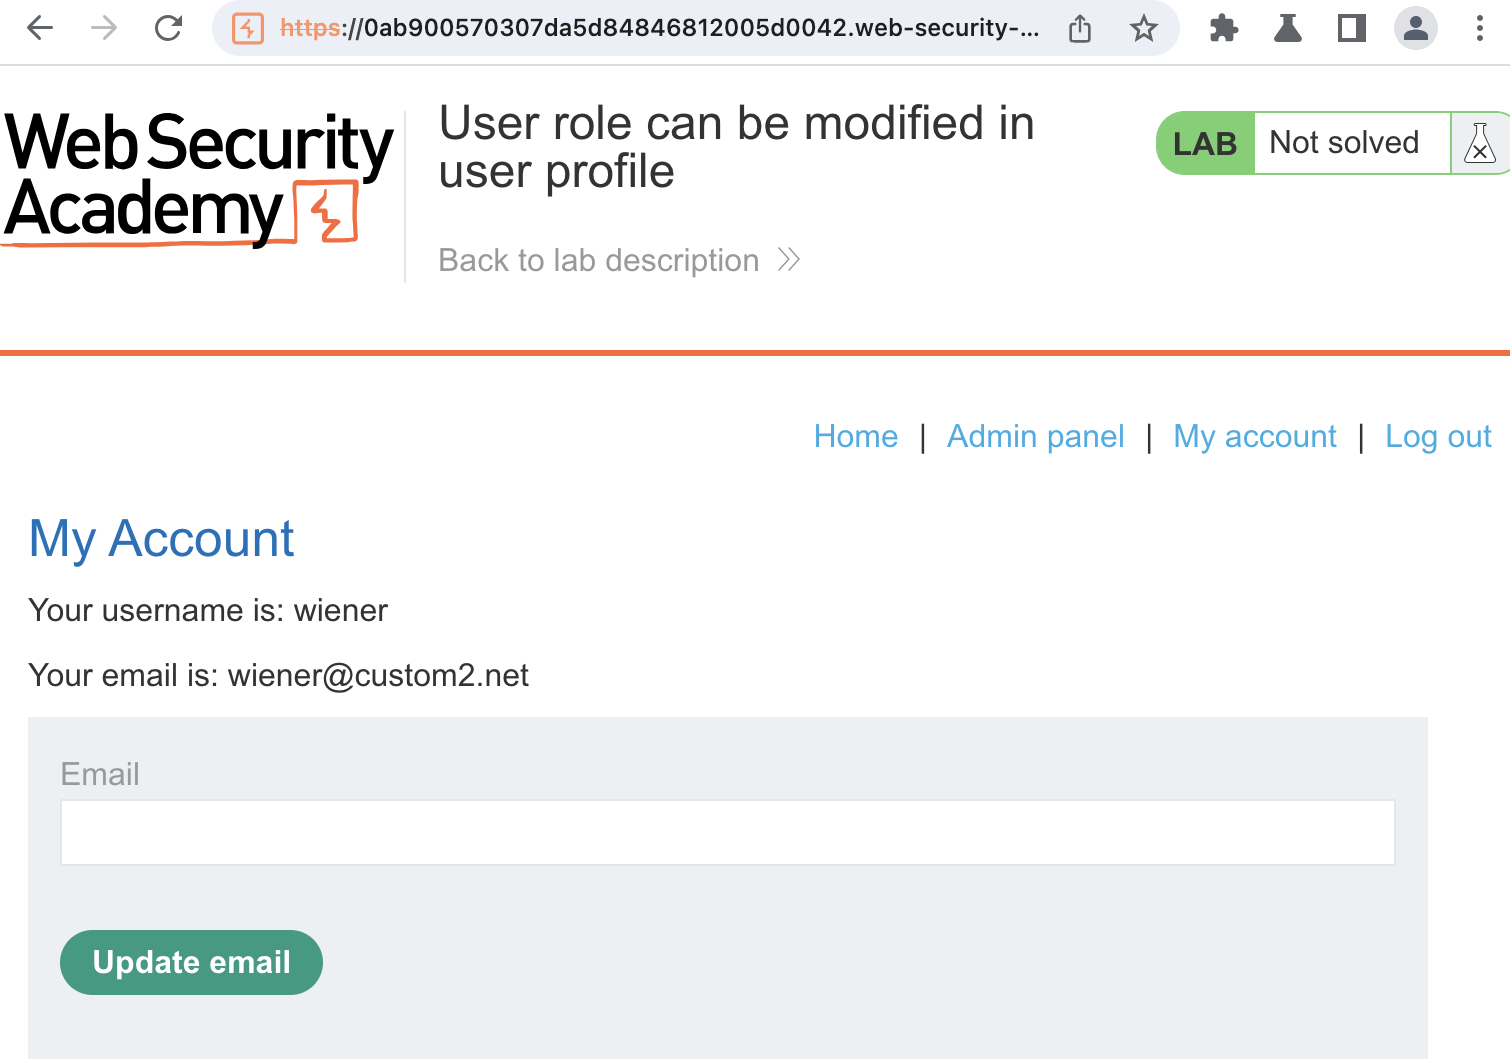 https://0ab900570307da5d84846812005d0042.web-security-...
Web Security
Academy
User role can be modified in
user profile
Back to lab description
LAB Not solved
Home | Admin panel | My account | Log out
My Account
Your username is: wiener
Your email is: wiener@custom2.net
Email
Update email